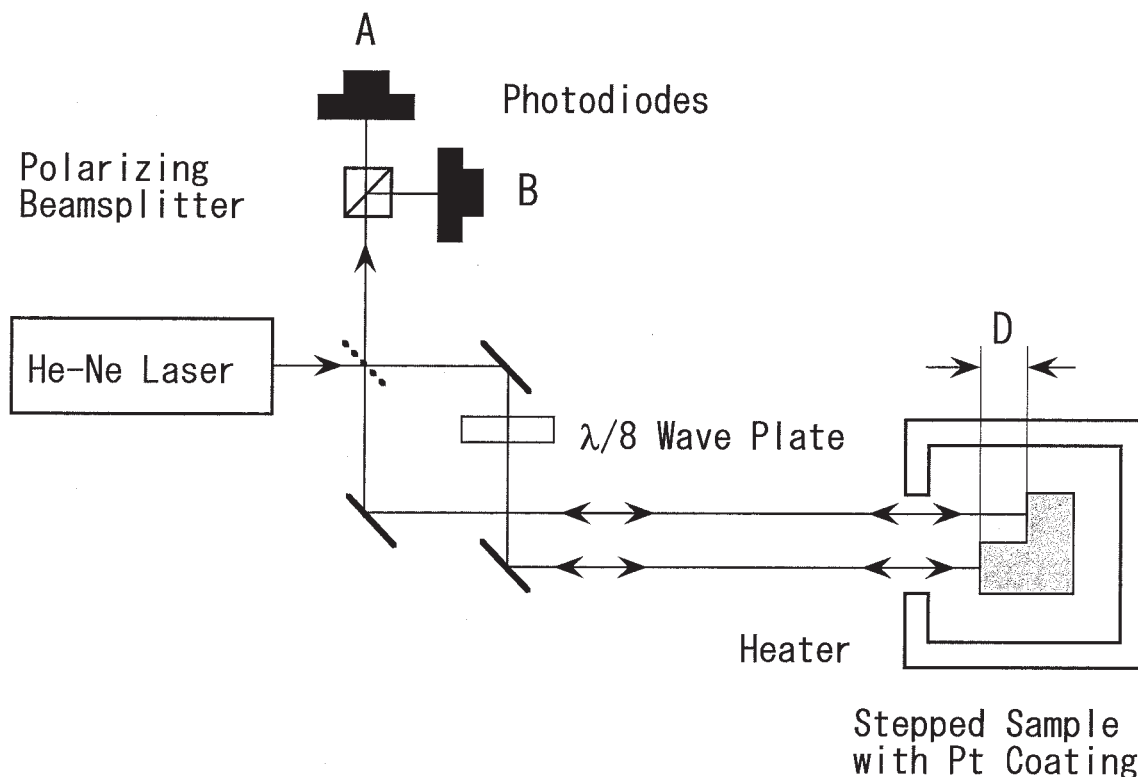 A
Photodiodes
Polarizing
Beamsplitter
B
He-Ne Laser
D
λ/8 Wave Plate
Heater
Stepped Sample
with Pt Coating